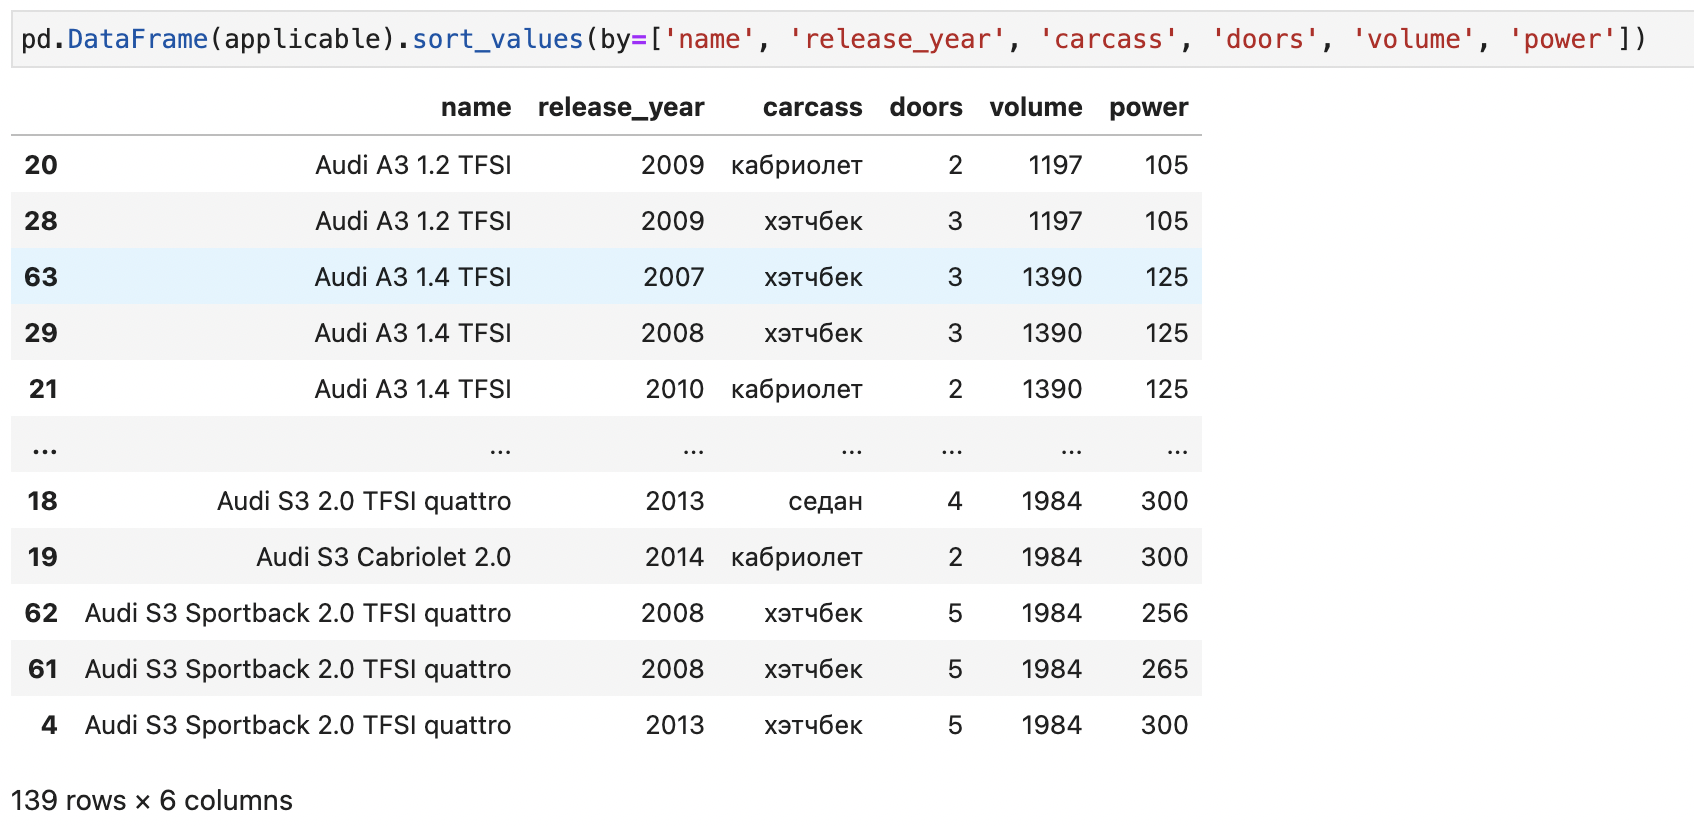 pd.DataFrame(applicable).sort_values(by=['name', 'release_year', 'carcass', 'doors', 'volume', 'power'])
name release_year carcass doors volume power
20 Audi A3 1.2 TFSI 2009 кабриолет 2 1197 105
28 Audi A3 1.2 TFSI 2009 хэтчбек 3 1197 105
63 Audi A3 1.4 TFSI 2007 хэтчбек 3 1390 125
29 Audi A3 1.4 TFSI 2008 хэтчбек 3 1390 125
21 Audi A3 1.4 TFSI 2010 кабриолет 2 1390 125
... ... ... ... ... ... ...
18 Audi S3 2.0 TFSI quattro 2013 седан 4 1984 300
19 Audi S3 Cabriolet 2.0 2014 кабриолет 2 1984 300
62 Audi S3 Sportback 2.0 TFSI quattro 2008 хэтчбек 5 1984 256
61 Audi S3 Sportback 2.0 TFSI quattro 2008 хэтчбек 5 1984 265
4 Audi S3 Sportback 2.0 TFSI quattro 2013 хэтчбек 5 1984 300
139 rows × 6 columns